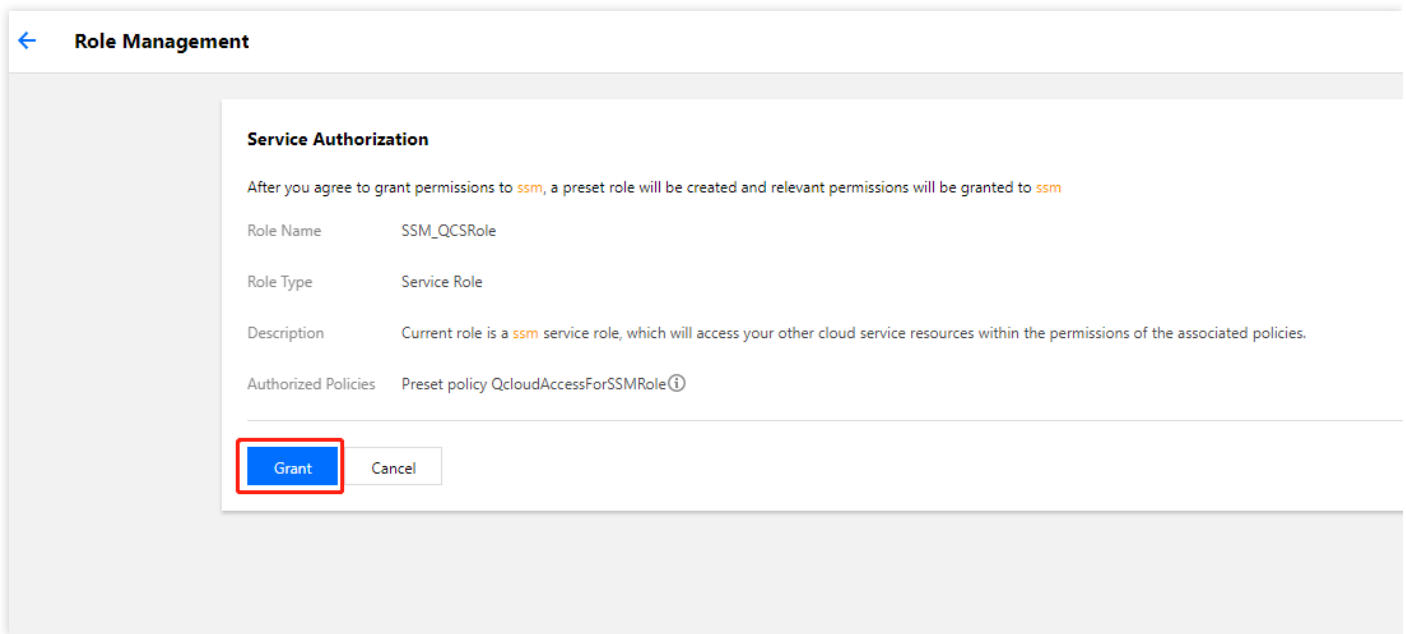 Role Management
Service Authorization
After you agree to grant permissions to ssm, a preset role will be created and relevant permissions will be granted to ssm
Role Name SSM_QCSRole
Role Type Service Role
Description Current role is a ssm service role, which will access your other cloud service resources within the permissions of the associated policies.
Authorized Policies Preset policy QcloudAccessForSSMRole
Grant Cancel